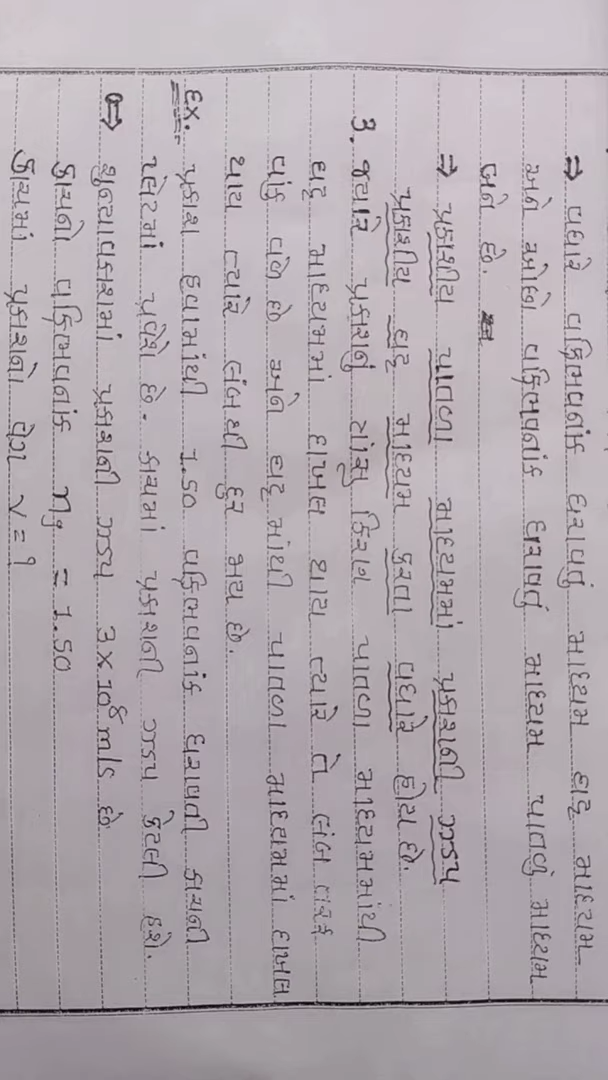 ⇒ વધારે વક્રિભવનાંક ધરાવતું માધ્યમ ઘટ્ટ માધ્યમ
અને ઓછો વક્રિભવનાંક ધરાવતું માધ્યમ પાતળું માધ્યમ
બને છે.
⇒ પ્રકાશીય પાતળા માધ્યમમાં પ્રકાશની ઝડપ
પ્રકાશીય ઘટ્ટ માધ્યમ કરતા વધારે હોય છે.
3. જયારે પ્રકાશનું ત્રાંસુ કિરણ પાતળા માધ્યમમાંથી
ઘટ્ટ માધ્યમમાં દાખલ થાય ત્યારે તે લંબ તરફ
વાંકુ વળે છે અને ઘટ્ટ માંથી પાતળા માધ્યમમાં દાખલ
થાય ત્યારે લંબથી દુર જાય છે.
Ex. પ્રકાશ હવામાંથી 1.50 વક્રિભવનાંક ધરાવતી કાચની
પ્લેટમાં પ્રવેશે છે. કાચમાં પ્રકાશની ઝડપ કેટલી હશે.
⇒ શુન્યાવકાશમાં પ્રકાશની ઝડપ 3×10⁸ m/s છે
કાચનો વક્રિભવનાંક ng = 1.50
કાચમાં પ્રકાશનો વેગ v = ?